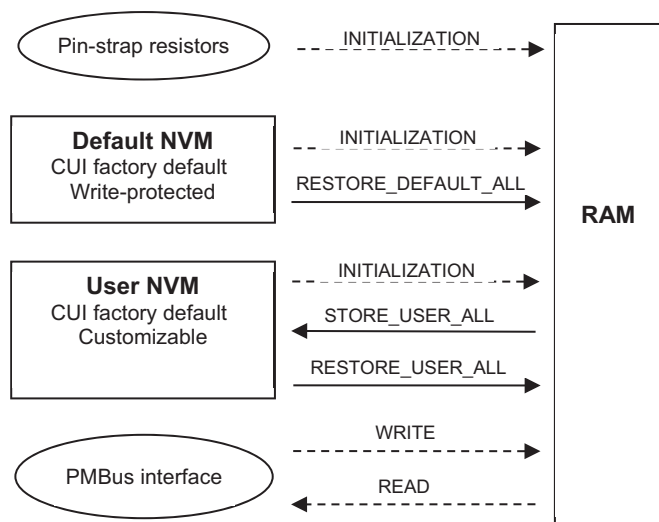 Pin-strap resistors
INITIALIZATION
Default NVM
CUI factory default
Write-protected
INITIALIZATION
RESTORE_DEFAULT_ALL
RAM
User NVM
CUI factory default
Customizable
INITIALIZATION
STORE_USER_ALL
RESTORE_USER_ALL
PMBus interface
WRITE
READ